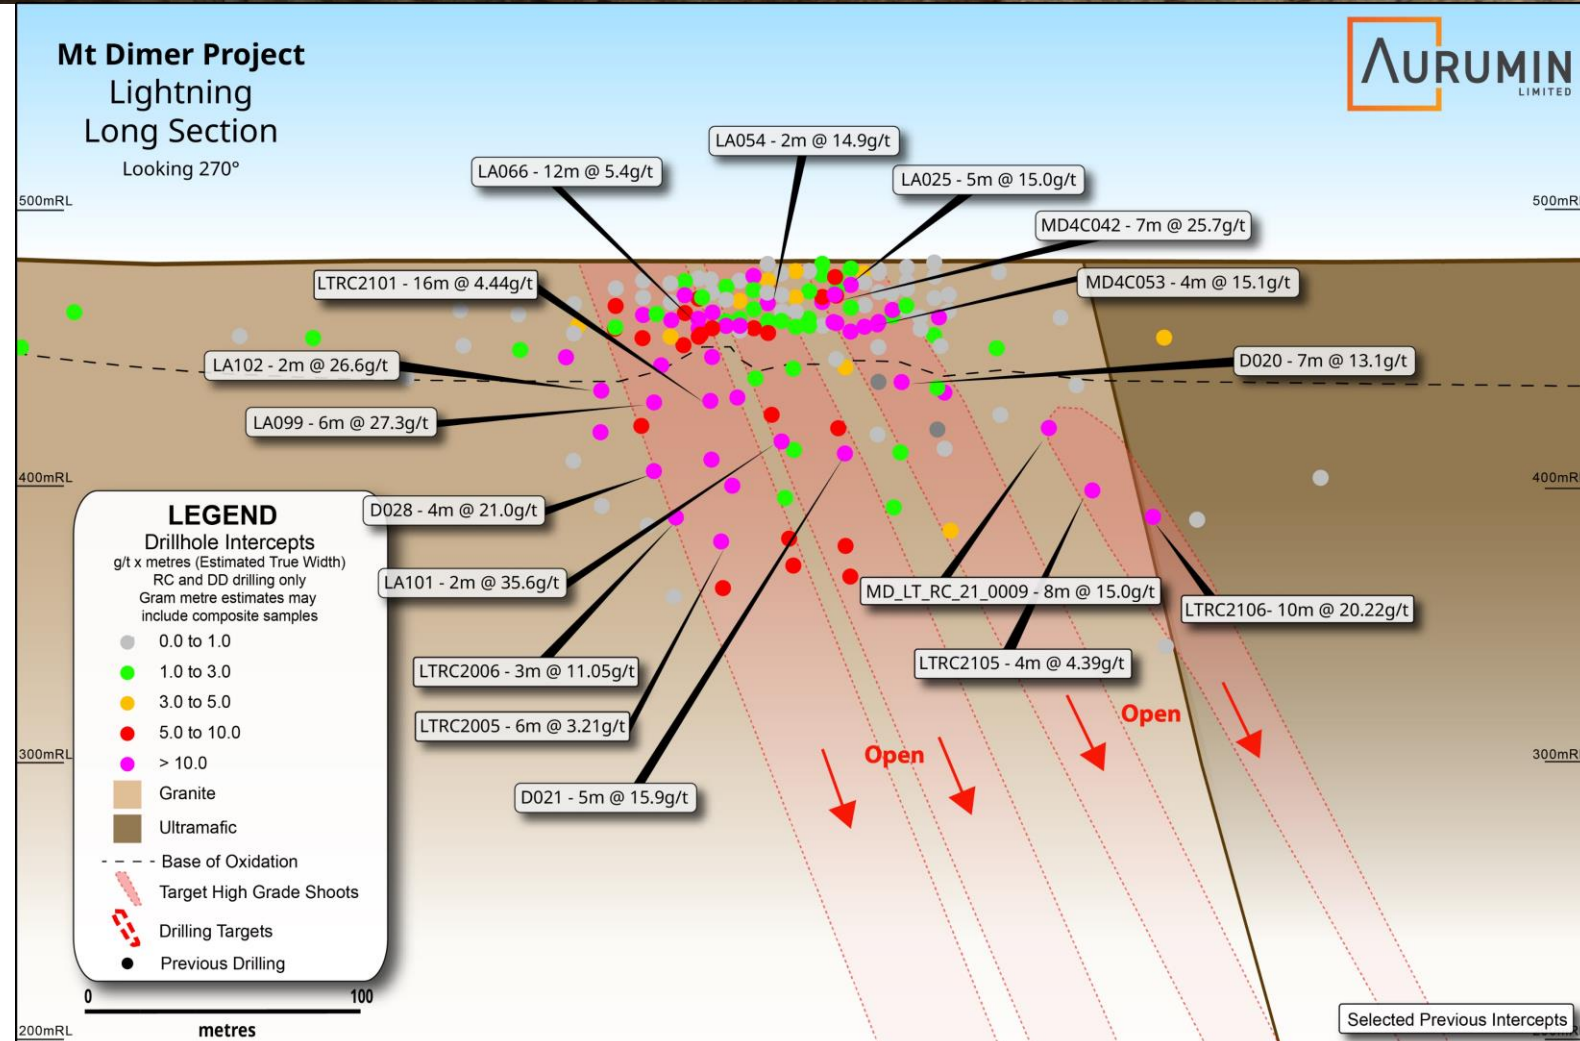 Mt Dimer Project
Lightning
Long Section
Looking 270°
AURUMIN
LIMITED
500mRL
500mRL
LA054 - 2m @ 14.9g/t
LA066 - 12m @ 5.4g/t
LA025 - 5m @ 15.0g/t
MD4C042 - 7m @ 25.7g/t
LTRC2101 - 16m @ 4.44g/t
MD4C053 - 4m @ 15.1g/t
LA102 - 2m @ 26.6g/t
D020 - 7m @ 13.1g/t
LA099 - 6m @ 27.3g/t
400mRL
400mRL
D028 - 4m @ 21.0g/t
LA101 - 2m @ 35.6g/t
MD_LT_RC_21_0009 - 8m @ 15.0g/t
LTRC2106- 10m @ 20.22g/t
LTRC2006 - 3m @ 11.05g/t
LTRC2105 - 4m @ 4.39g/t
LTRC2005 - 6m @ 3.21g/t
Open
Open
D021 - 5m @ 15.9g/t
300mRL
300mRL
LEGEND
Drillhole Intercepts
g/t x metres (Estimated True Width)
RC and DD drilling only
Gram metre estimates may
include composite samples
0.0 to 1.0
1.0 to 3.0
3.0 to 5.0
5.0 to 10.0
> 10.0
Granite
Ultramafic
Base of Oxidation
Target High Grade Shoots
Drilling Targets
Previous Drilling
0 100
metres
200mRL
Selected Previous Intercepts